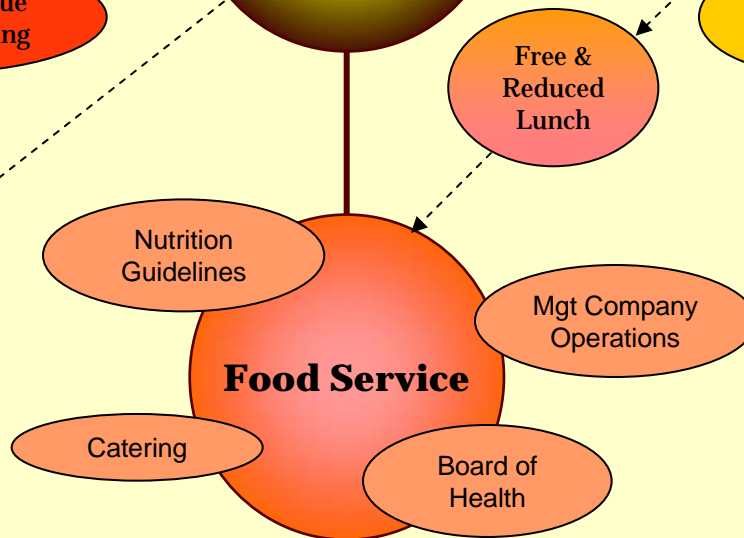 Free &
Reduced
Lunch
Nutrition
Guidelines
Mgt Company
Operations
Food Service
Catering
Board of
Health